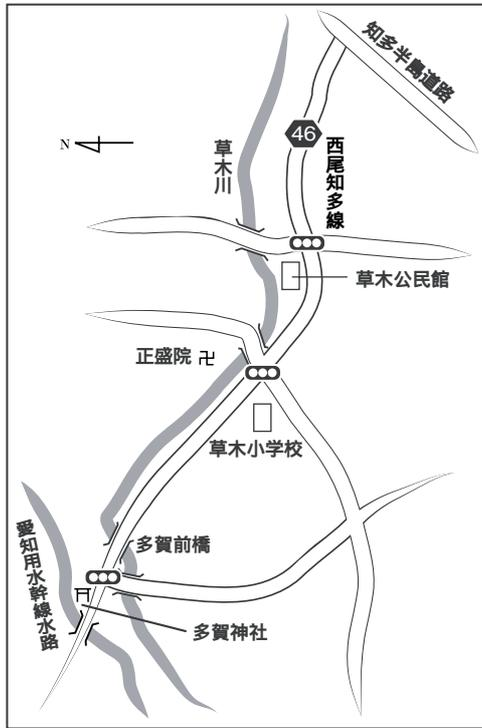 知多半島道路
46
西尾知多線
N
草木川
草木公民館
正盛院
草木小学校
多賀前橋
愛知用水幹線水路
多賀神社